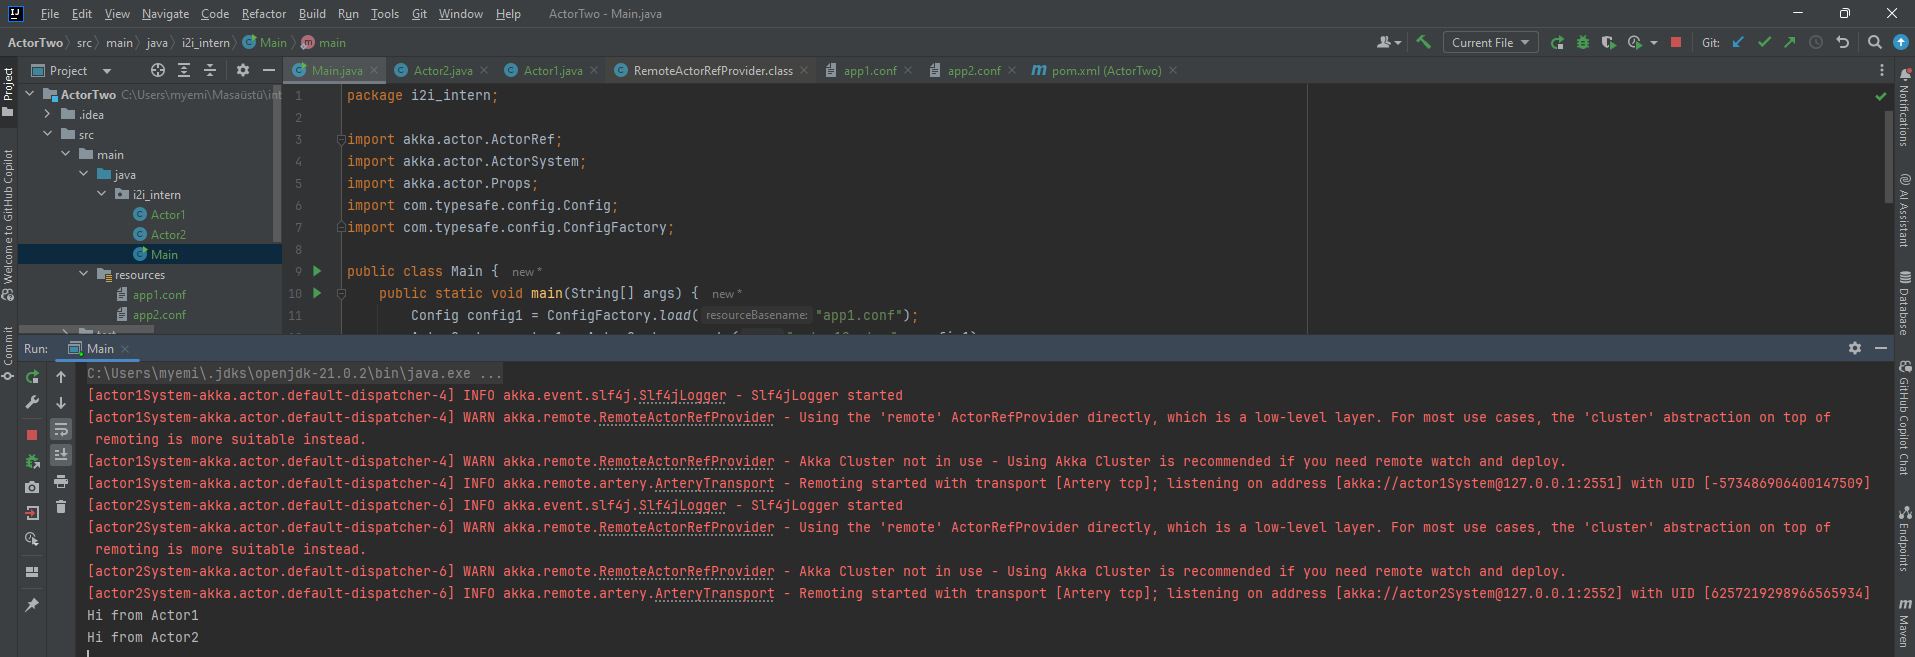 File Edit View Navigate Code Refactor Build Run Tools Git Window Help ActorTwo - Main.java
ActorTwo src main java i2i_intern Main main
Current File Git:
Project
Main.java Actor2.java Actor1.java RemoteActorRefProvider.class app1.conf app2.conf pom.xml (ActorTwo)
Project
Welcome to GitHub Copilot
Commit
ActorTwo C:\Users\myemi\Masaüstü\int
.idea
src
main
java
i2i_intern
Actor1
Actor2
Main
resources
app1.conf
app2.conf
1 package i2i_intern;
2
3 import akka.actor.ActorRef;
4 import akka.actor.ActorSystem;
5 import akka.actor.Props;
6 import com.typesafe.config.Config;
7 import com.typesafe.config.ConfigFactory;
8
9 public class Main { new *
10 public static void main(String[] args) { new *
11 Config config1 = ConfigFactory.load( resourceBasename: "app1.conf");
Notifications
AI Assistant
Database
GitHub Copilot Chat
Endpoints
Maven
Run: Main
C:\Users\myemi\.jdks\openjdk-21.0.2\bin\java.exe ...
[actor1System-akka.actor.default-dispatcher-4] INFO akka.event.slf4j.Slf4jLogger - Slf4jLogger started
[actor1System-akka.actor.default-dispatcher-4] WARN akka.remote.RemoteActorRefProvider - Using the 'remote' ActorRefProvider directly, which is a low-level layer. For most use cases, the 'cluster' abstraction on top of
remoting is more suitable instead.
[actor1System-akka.actor.default-dispatcher-4] WARN akka.remote.RemoteActorRefProvider - Akka Cluster not in use - Using Akka Cluster is recommended if you need remote watch and deploy.
[actor1System-akka.actor.default-dispatcher-4] INFO akka.remote.artery.ArteryTransport - Remoting started with transport [Artery tcp]; listening on address [akka://actor1System@127.0.0.1:2551] with UID [-573486906400147509]
[actor2System-akka.actor.default-dispatcher-6] INFO akka.event.slf4j.Slf4jLogger - Slf4jLogger started
[actor2System-akka.actor.default-dispatcher-6] WARN akka.remote.RemoteActorRefProvider - Using the 'remote' ActorRefProvider directly, which is a low-level layer. For most use cases, the 'cluster' abstraction on top of
remoting is more suitable instead.
[actor2System-akka.actor.default-dispatcher-6] WARN akka.remote.RemoteActorRefProvider - Akka Cluster not in use - Using Akka Cluster is recommended if you need remote watch and deploy.
[actor2System-akka.actor.default-dispatcher-6] INFO akka.remote.artery.ArteryTransport - Remoting started with transport [Artery tcp]; listening on address [akka://actor2System@127.0.0.1:2552] with UID [6257219298966565934]
Hi from Actor1
Hi from Actor2